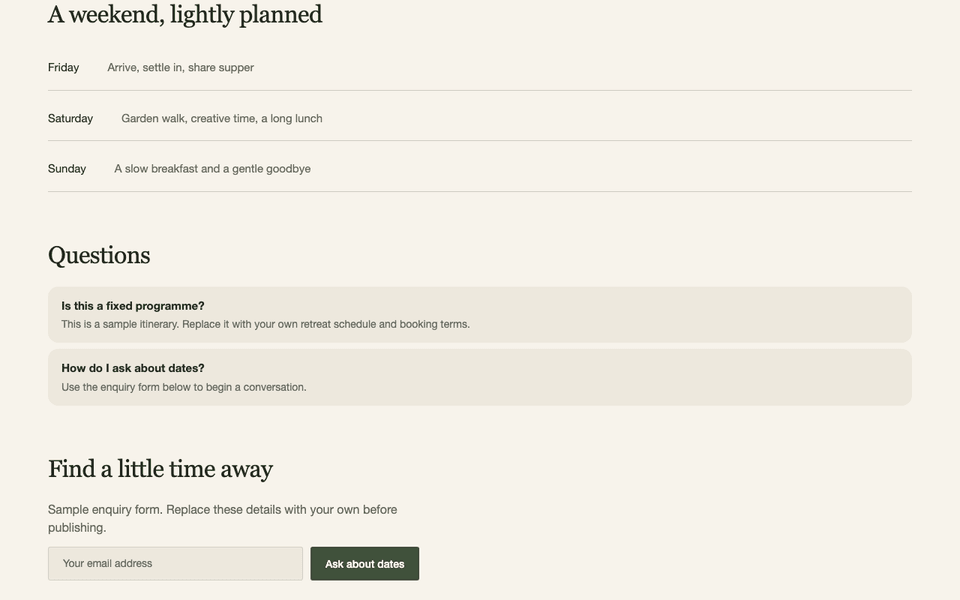 A weekend, lightly planned
Friday Arrive, settle in, share supper
Saturday Garden walk, creative time, a long lunch
Sunday A slow breakfast and a gentle goodbye
Questions
Is this a fixed programme?
This is a sample itinerary. Replace it with your own retreat schedule and booking terms.
How do I ask about dates?
Use the enquiry form below to begin a conversation.
Find a little time away
Sample enquiry form. Replace these details with your own before
publishing.
Your email address Ask about dates